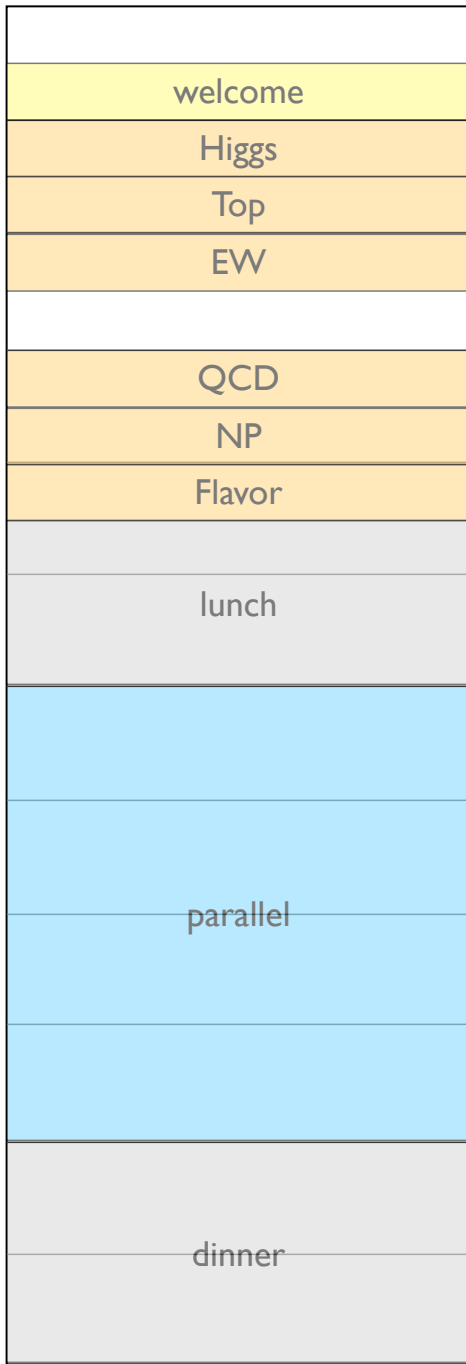 welcome
Higgs
Top
EW
QCD
NP
Flavor
lunch
parallel
dinner